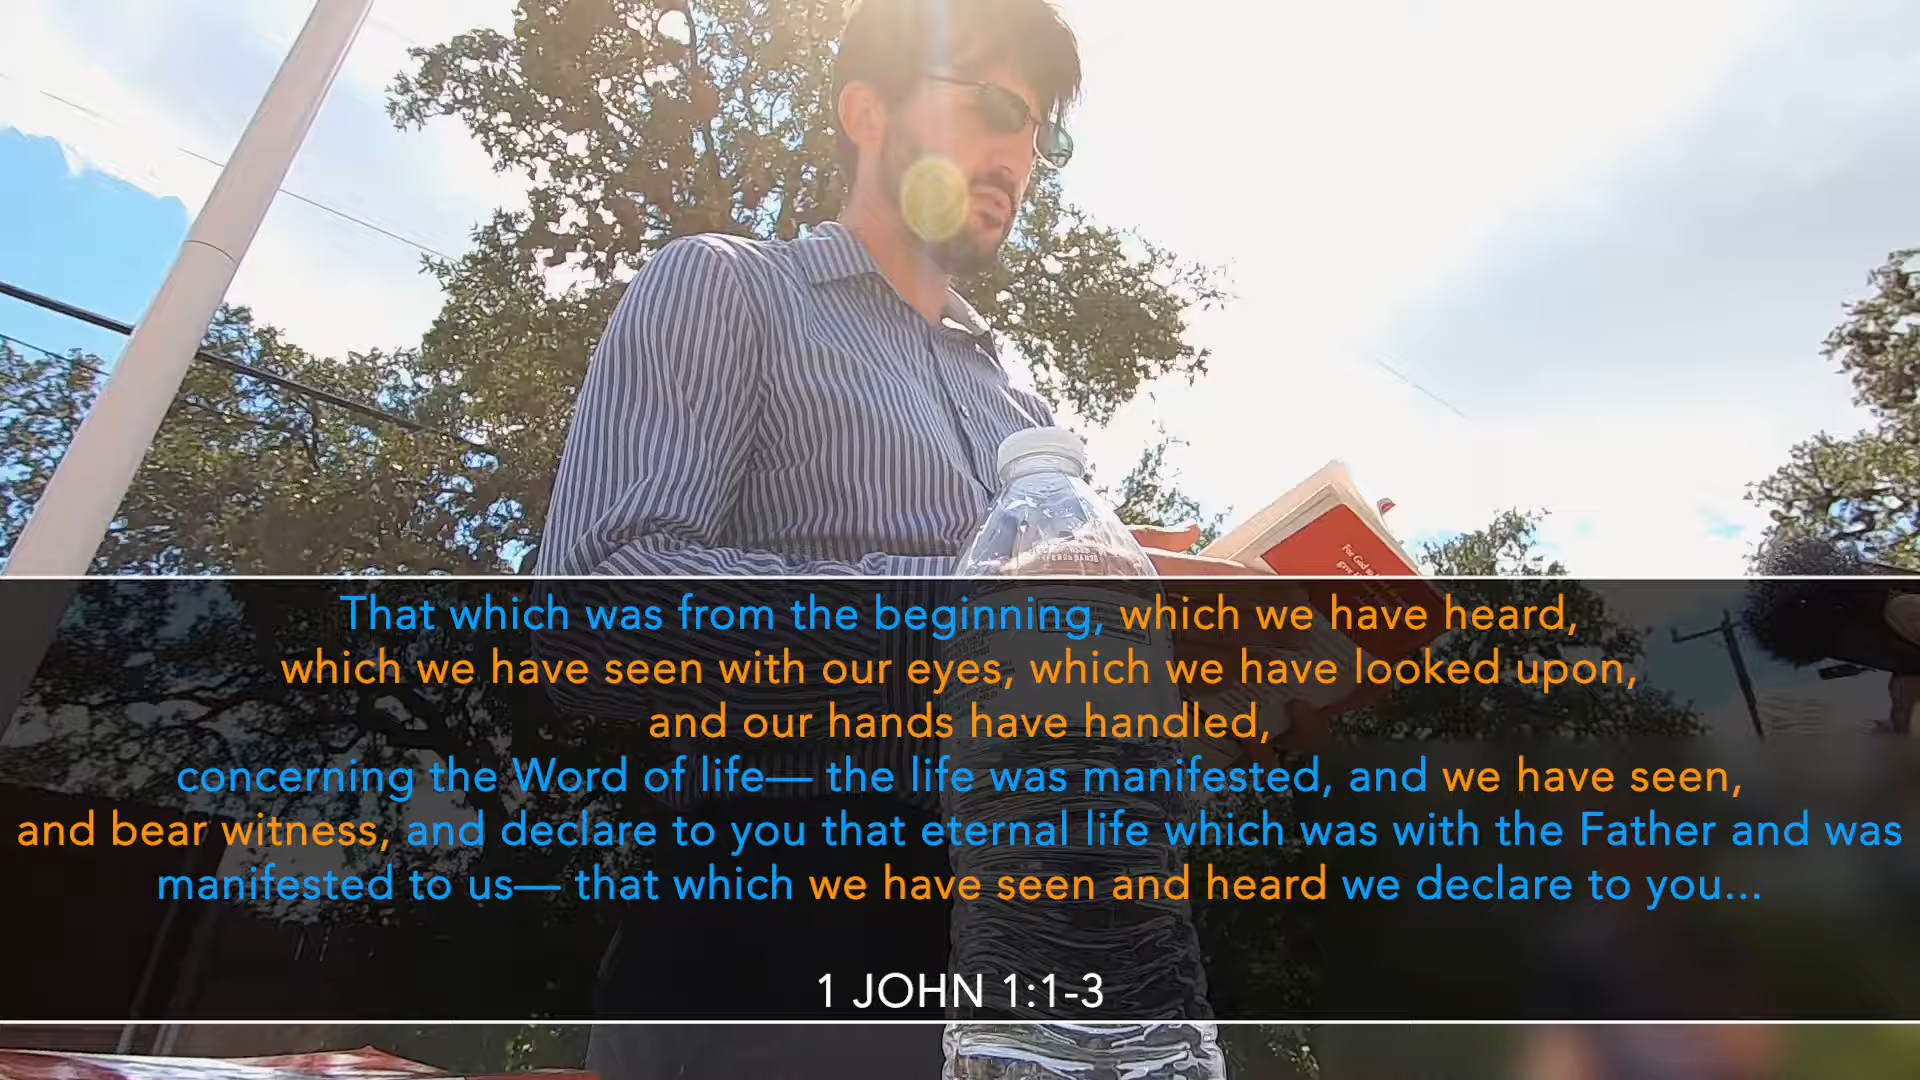 For God so
gave
That which was from the beginning, which we have heard,
which we have seen with our eyes, which we have looked upon,
and our hands have handled,
concerning the Word of life— the life was manifested, and we have seen,
and bear witness, and declare to you that eternal life which was with the Father and was
manifested to us— that which we have seen and heard we declare to you...
1 JOHN 1:1-3